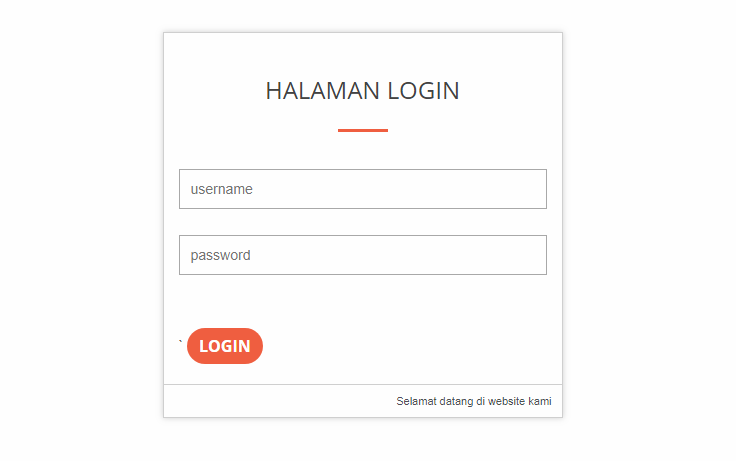 HALAMAN LOGIN
username
password
` LOGIN
Selamat datang di website kami